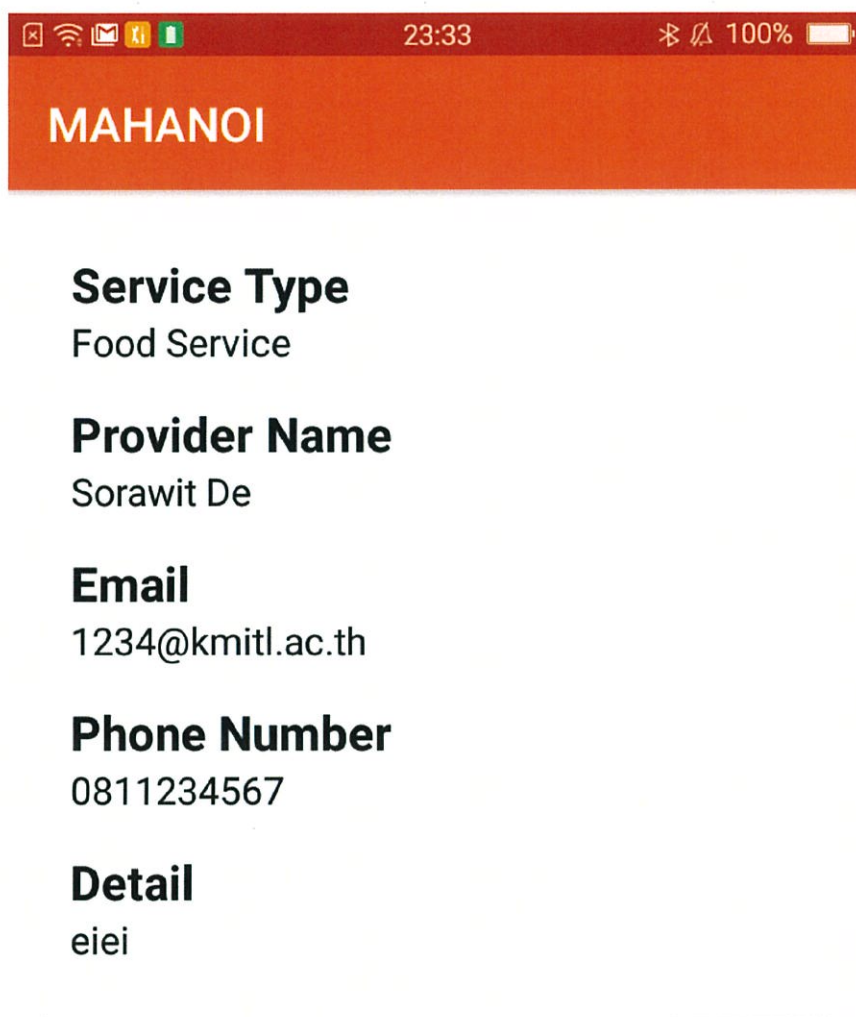 23:33 100%
MAHANOI
Service Type
Food Service
Provider Name
Sorawit De
Email
1234@kmitl.ac.th
Phone Number
0811234567
Detail
eiei